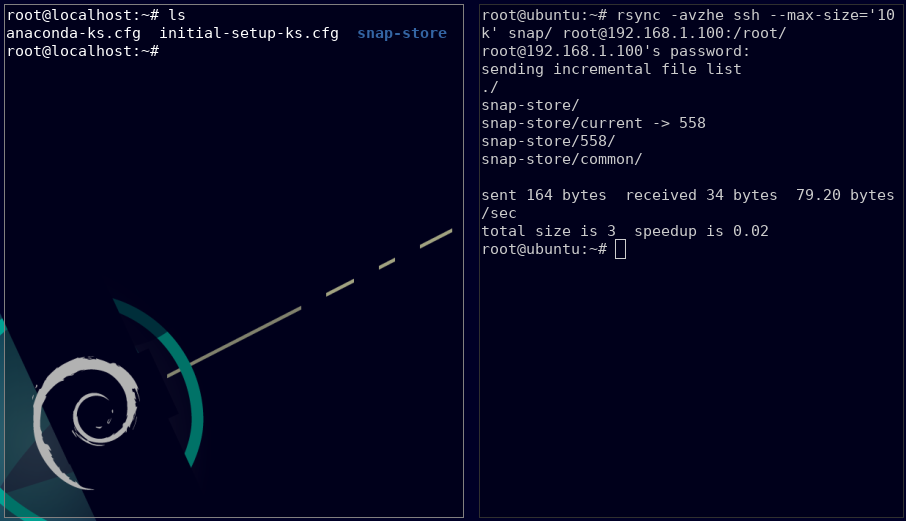 root@localhost:~# ls
anaconda-ks.cfg  initial-setup-ks.cfg  snap-store
root@localhost:~#
root@ubuntu:~# rsync -avzhe ssh --max-size='10
k' snap/ root@192.168.1.100:/root/
root@192.168.1.100's password:
sending incremental file list
./
snap-store/
snap-store/current -> 558
snap-store/558/
snap-store/common/
sent 164 bytes  received 34 bytes  79.20 bytes
/sec
total size is 3  speedup is 0.02
root@ubuntu:~#